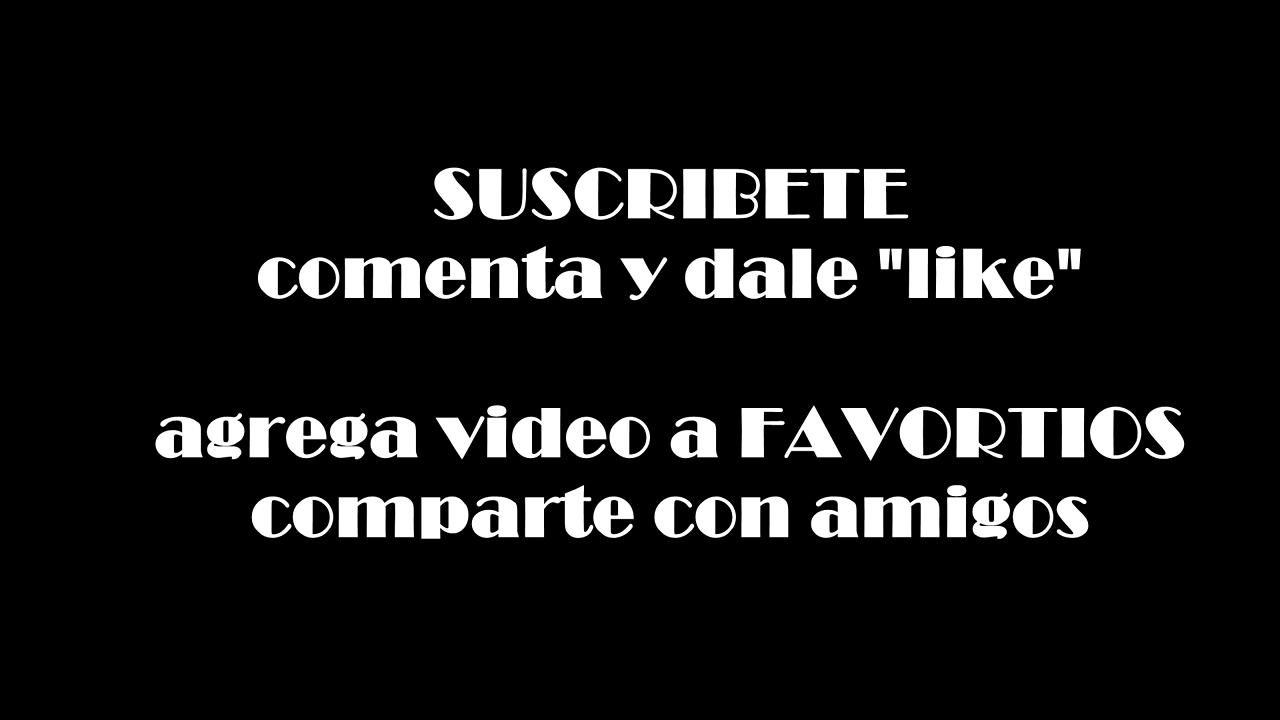 SUSCRIBETE
comenta y dale "like"
agrega video a FAVORTIOS
comparte con amigos